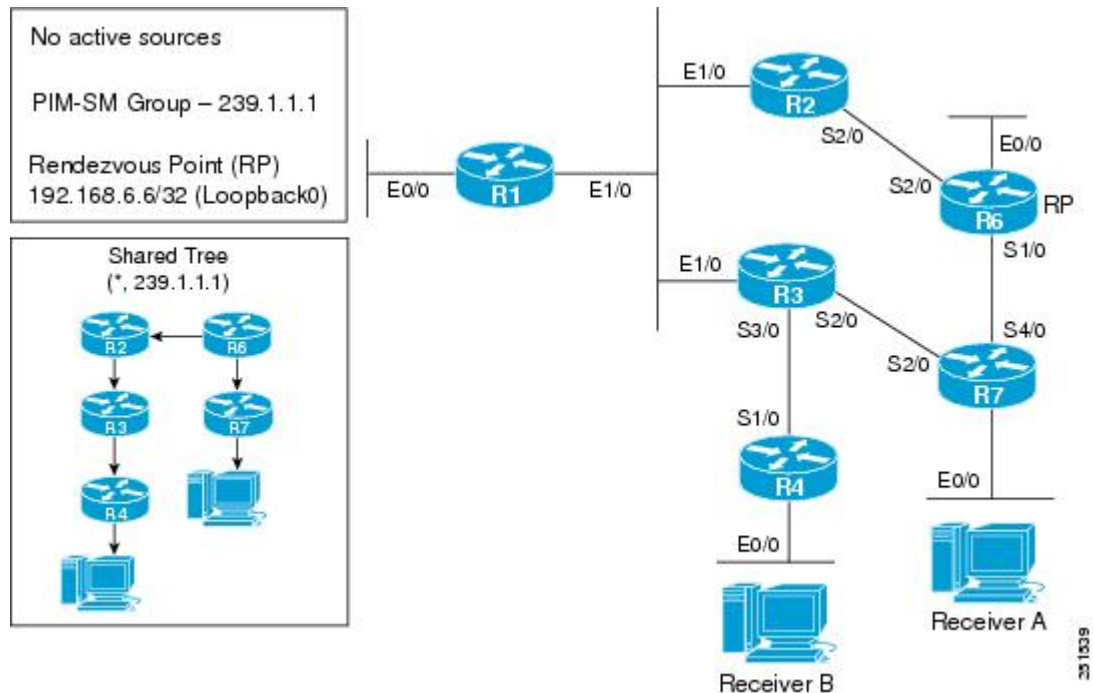 No active sources
PIM-SM Group – 239.1.1.1
Rendezvous Point (RP)
192.168.6.6/32 (Loopback0)
Shared Tree
(*, 239.1.1.1)
R2
R6
R3
R7
R4
E0/0
R1
E1/0
E1/0
R2
S2/0
E0/0
S2/0
R6
RP
S1/0
E1/0
R3
S3/0
S2/0
S4/0
S2/0
R7
S1/0
R4
E0/0
E0/0
Receiver A
Receiver B
251539